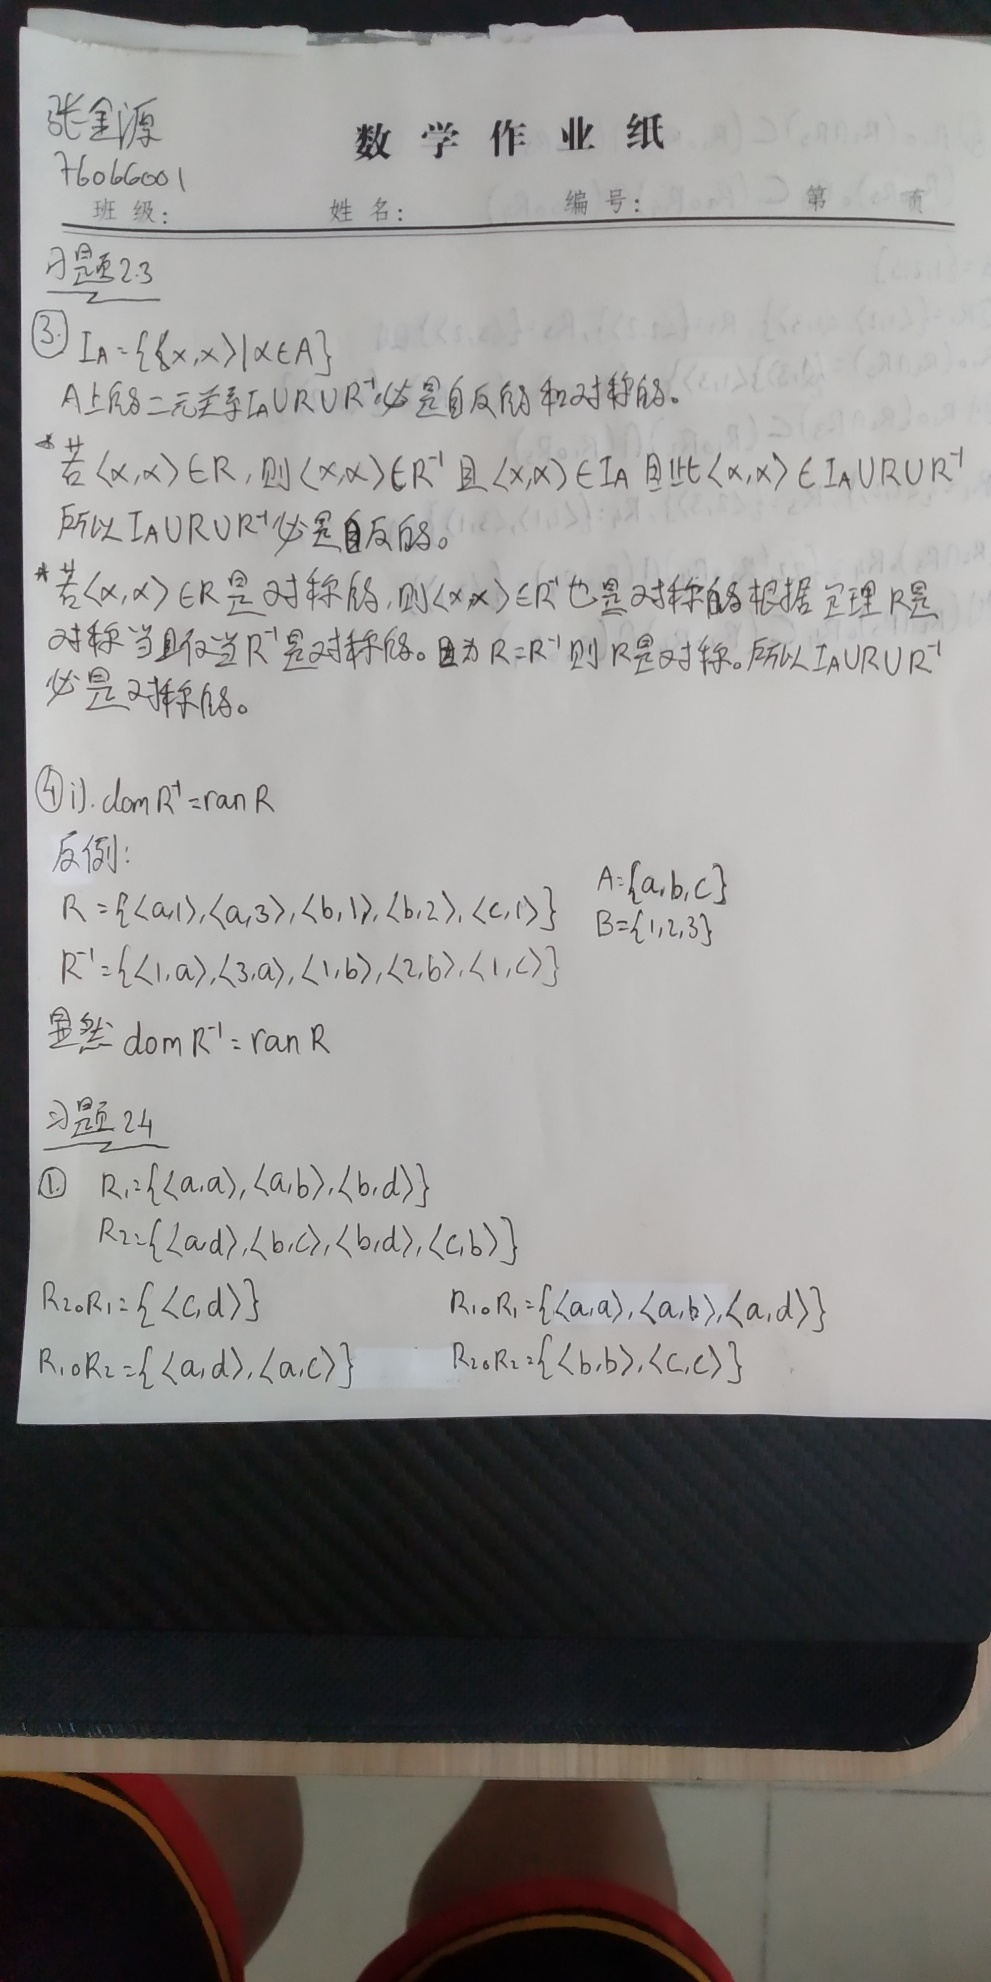 张金源
76066001
数学作业纸
班级: 姓名: 编号: 第 页
习题2.3
③. I_A={<x,x>|x∈A}
A上的二元关系I_A∪R∪R⁻¹必是自反的和对称的。
*若<x,x>∈R,则<x,x>∈R⁻¹且<x,x>∈I_A 因此<x,x>∈I_A∪R∪R⁻¹
所以I_A∪R∪R⁻¹必是自反的。
*若<x,x>∈R是对称的,则<x,x>∈R⁻¹也是对称的根据定理R是
对称当且仅当R⁻¹是对称的。因为R=R⁻¹则R是对称。所以I_A∪R∪R⁻¹
必是对称的。
④i). dom R⁻¹=ran R
反例:
R={<a,1>,<a,3>,<b,1>,<b,2>,<c,1>} A={a,b,c}
B={1,2,3}
R⁻¹={<1,a>,<3,a>,<1,b>,<2,b>,<1,c>}
显然 dom R⁻¹=ran R
习题2.4
①. R₁={<a,a>,<a,b>,<b,d>}
R₂={<a,d>,<b,c>,<b,d>,<c,b>}
R₂∘R₁={<c,d>} R₁∘R₁={<a,a>,<a,b>,<a,d>}
R₁∘R₂={<a,d>,<a,c>} R₂∘R₂={<b,b>,<c,c>}